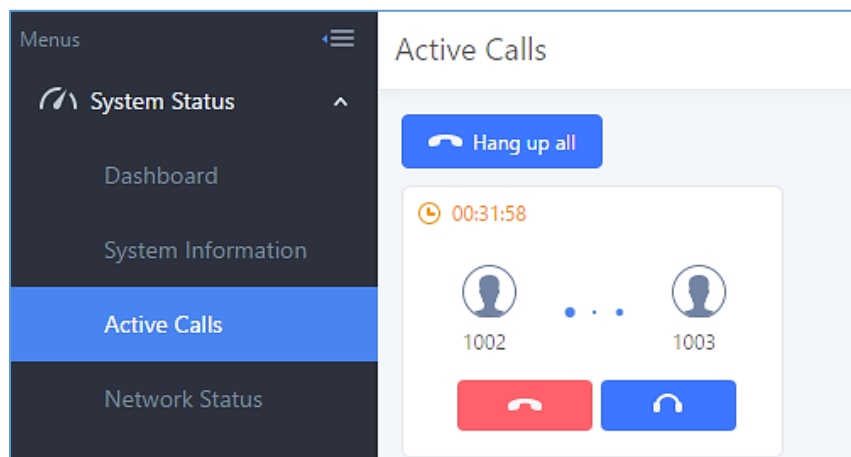 Menus
System Status
Dashboard
System Information
Active Calls
Network Status
Active Calls
Hang up all
00:31:58
1002
1003